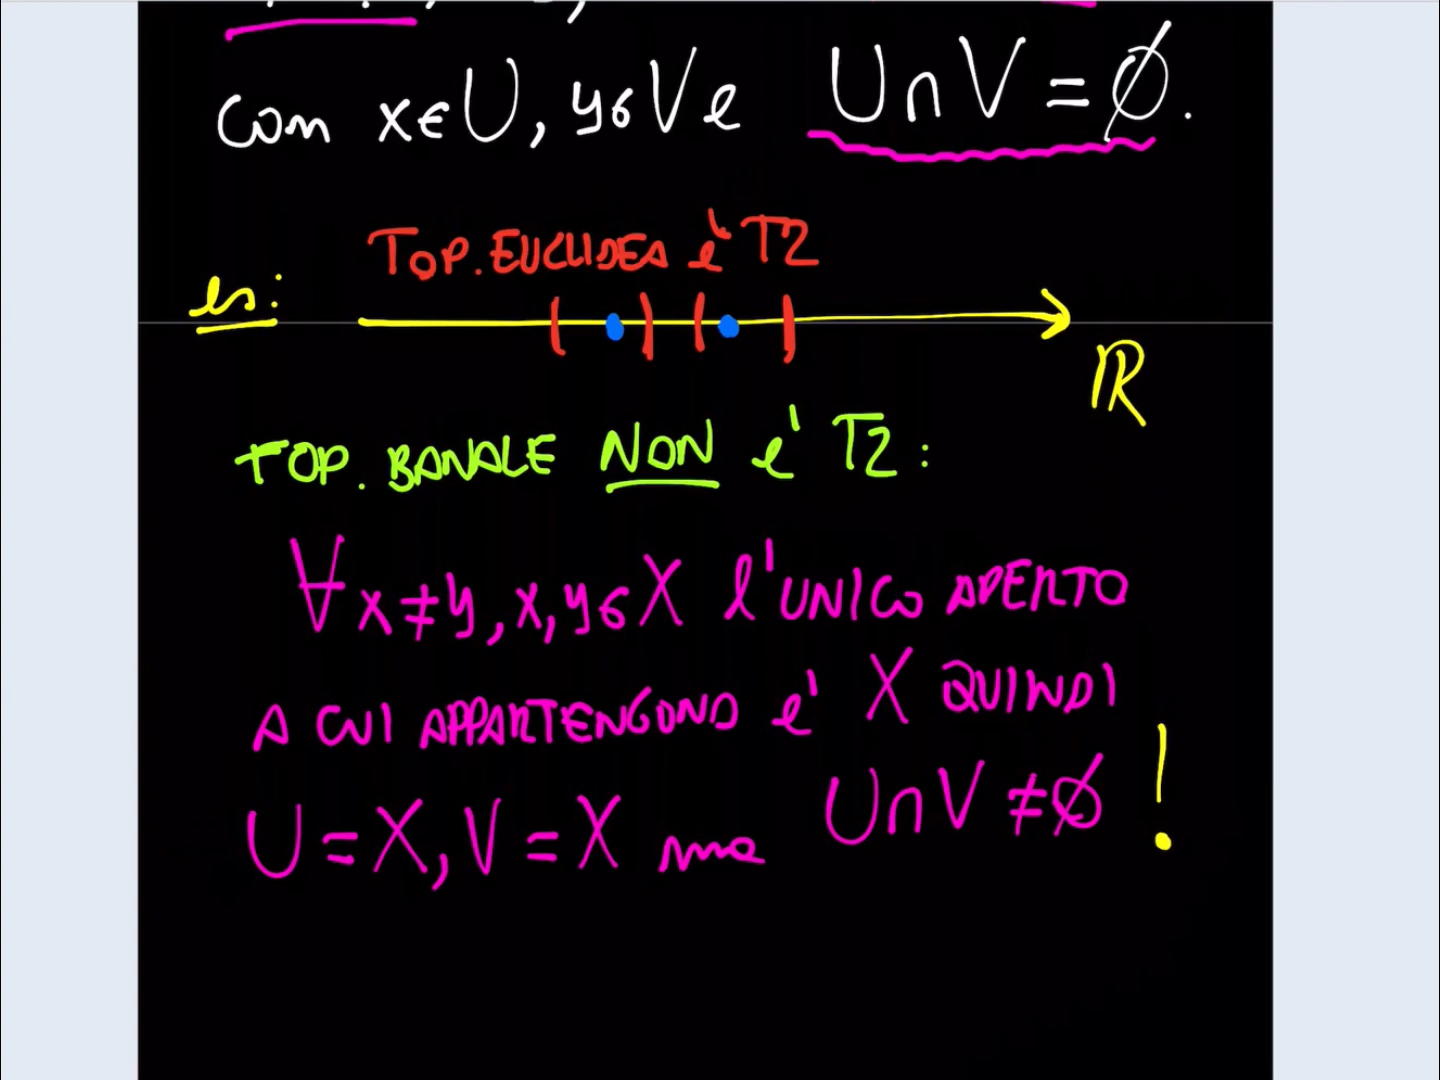 con x∈U, y∈V e U∩V=∅.
TOP. EUCLIDEA è T2
es:
ℝ
TOP. BANALE NON è T2:
∀x≠y, x,y∈X l'UNICO APERTO
A CUI APPARTENGONO è X QUINDI
U=X, V=X ma U∩V≠∅ !